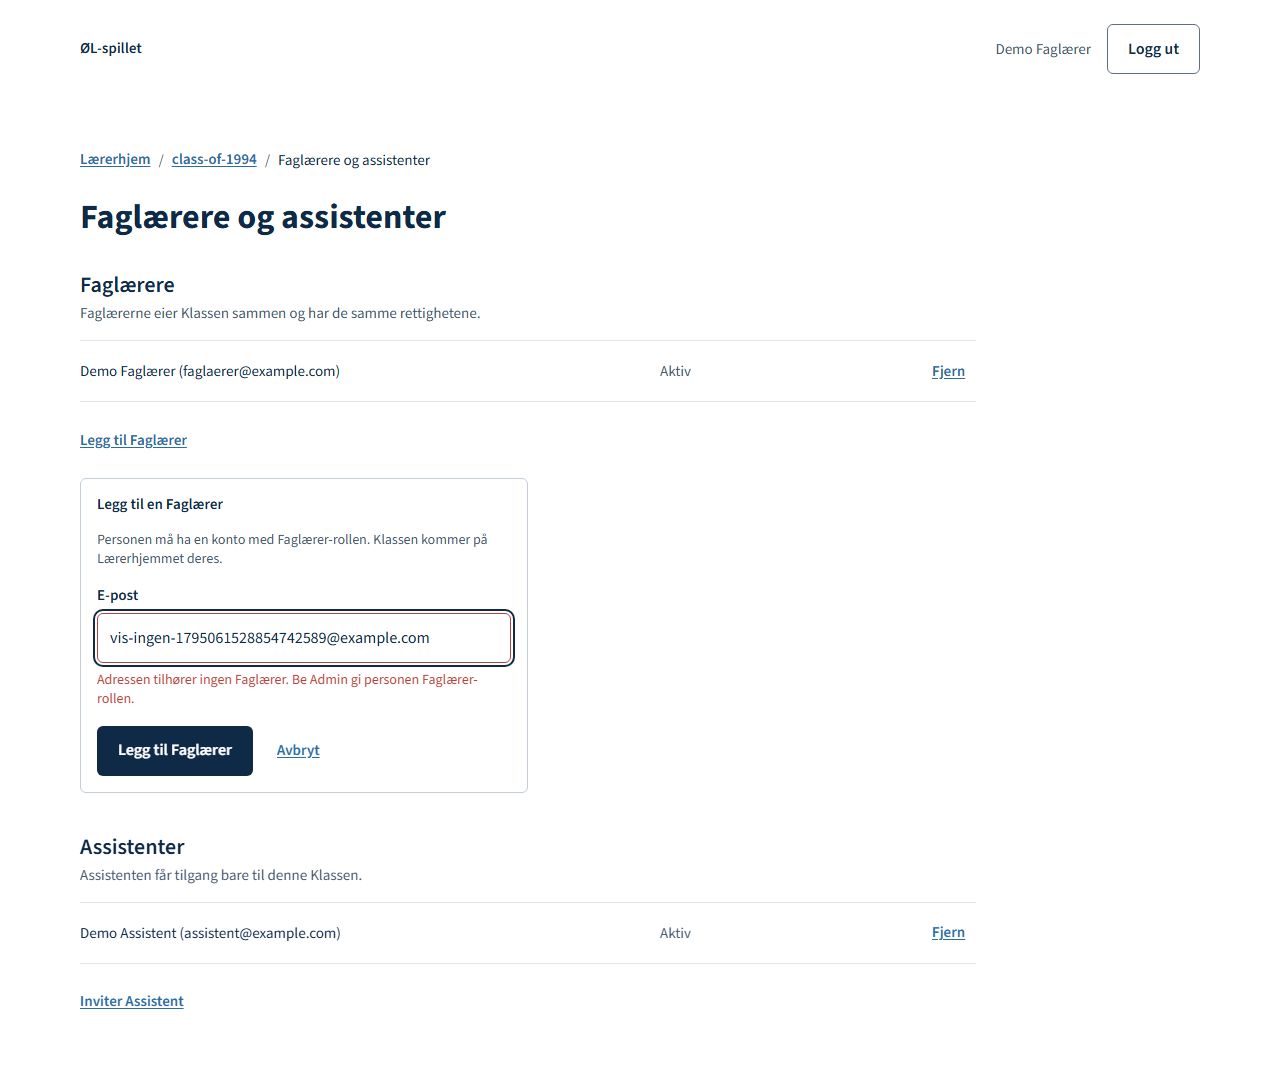 ØL-spillet
Demo Faglærer
Logg ut
Lærerhjem / class-of-1994 / Faglærere og assistenter
Faglærere og assistenter
Faglærere
Faglærerne eier Klassen sammen og har de samme rettighetene.
Demo Faglærer (faglaerer@example.com)
Aktiv
Fjern
Legg til Faglærer
Legg til en Faglærer
Personen må ha en konto med Faglærer-rollen. Klassen kommer på
Lærerhjemmet deres.
E-post
vis-ingen-1795061528854742589@example.com
Adressen tilhører ingen Faglærer. Be Admin gi personen Faglærer-
rollen.
Legg til Faglærer
Avbryt
Assistenter
Assistenten får tilgang bare til denne Klassen.
Demo Assistent (assistent@example.com)
Aktiv
Fjern
Inviter Assistent